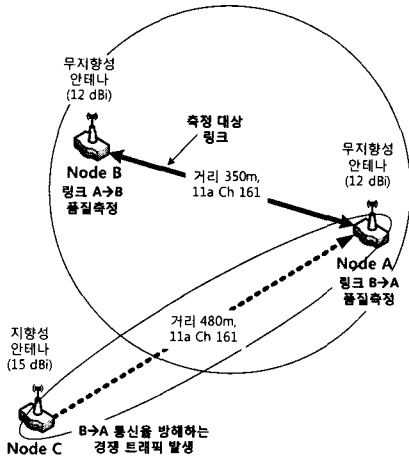 무지향성
안테나
(12 dBi)
Node B
링크 A→B
품질측정
측정 대상
링크
거리 350m,
11a Ch 161
무지향성
안테나
(12 dBi)
Node A
링크 B→A
품질측정
거리 480m,
11a Ch 161
지향성
안테나
(15 dBi)
Node C
B→A 통신을 방해하는
경쟁 트래픽 발생